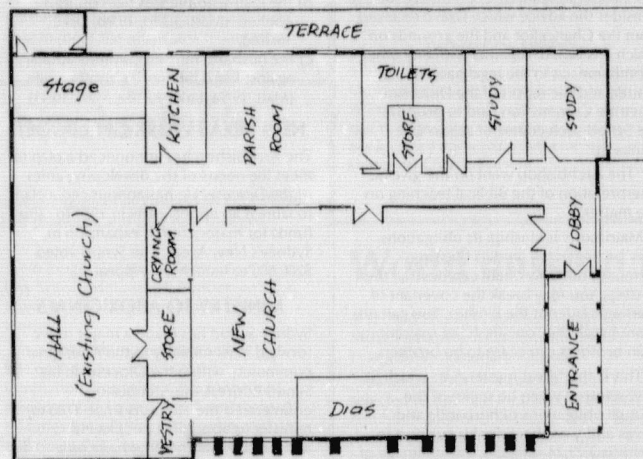 TERRACE
Stage
KITCHEN
PARISH
ROOM
TOILETS
STORE
STUDY
STUDY
HALL
(Existing Church)
CRYING
ROOM
STORE
VESTRY
NEW
CHURCH
Dias
LOBBY
ENTRANCE